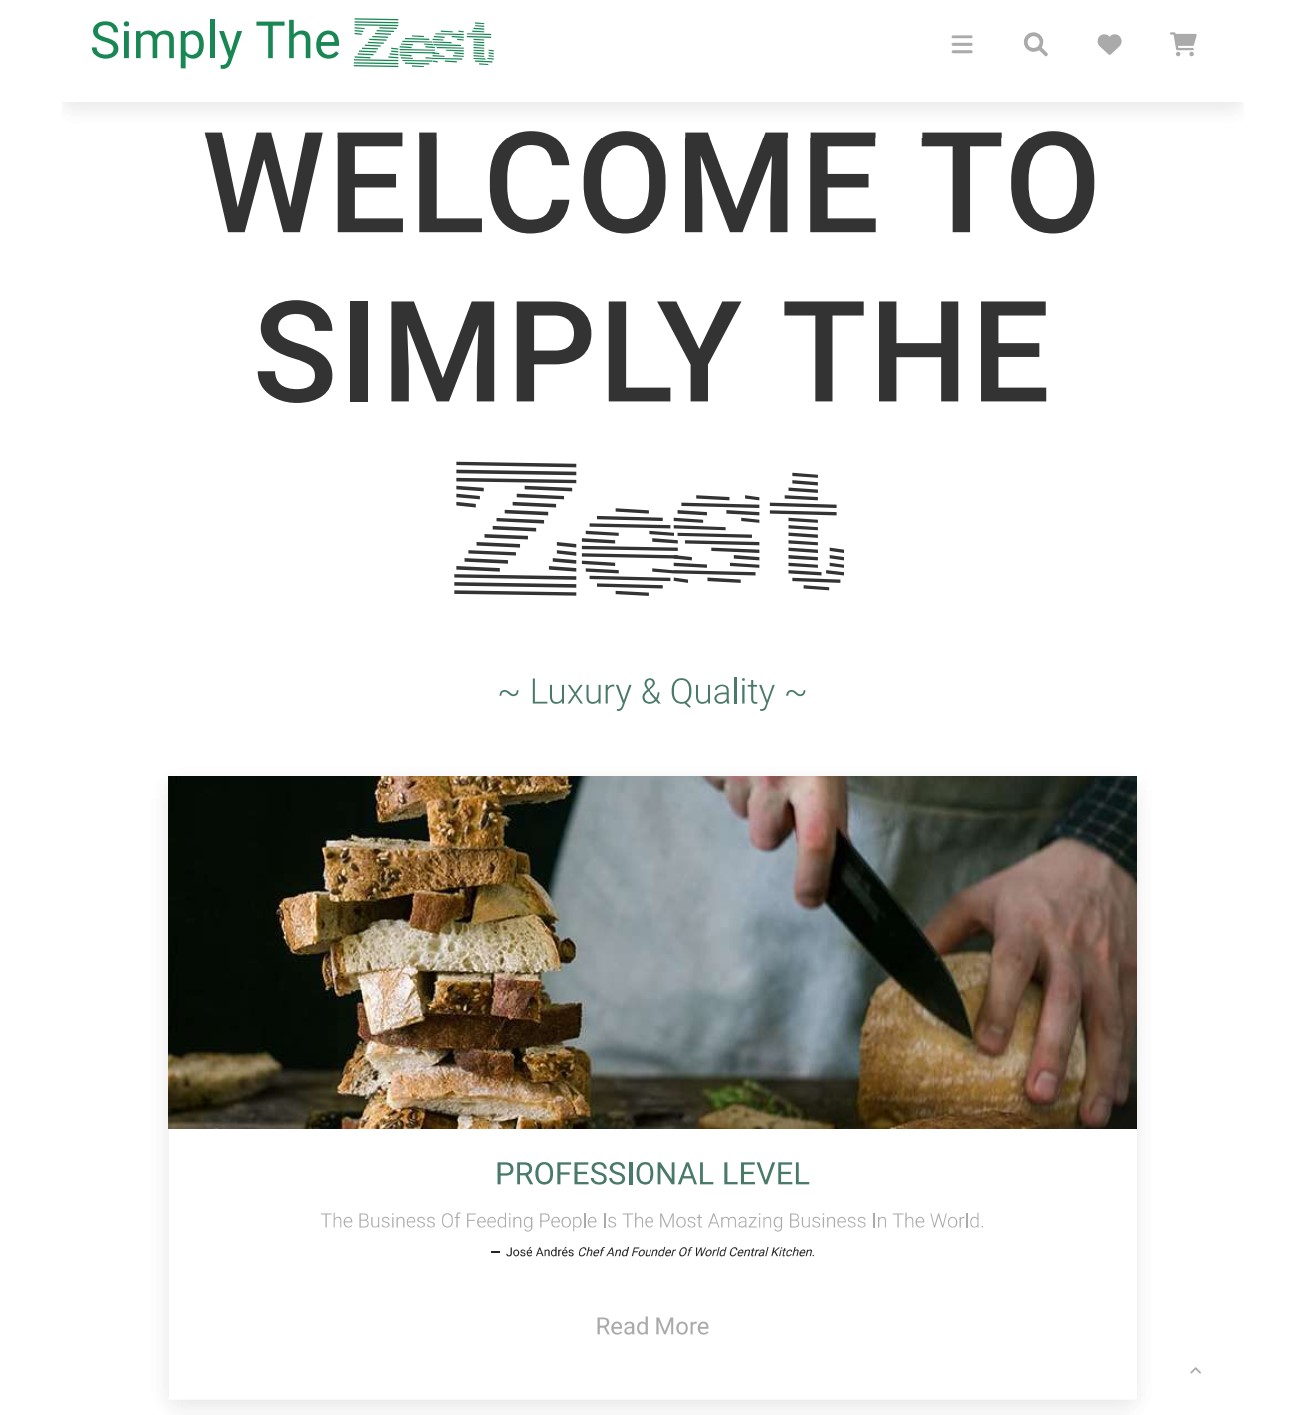 Simply The Zest
WELCOME TO
SIMPLY THE
Zest
~ Luxury & Quality ~
PROFESSIONAL LEVEL
The Business Of Feeding People Is The Most Amazing Business In The World.
— José Andrés Chef And Founder Of World Central Kitchen.
Read More